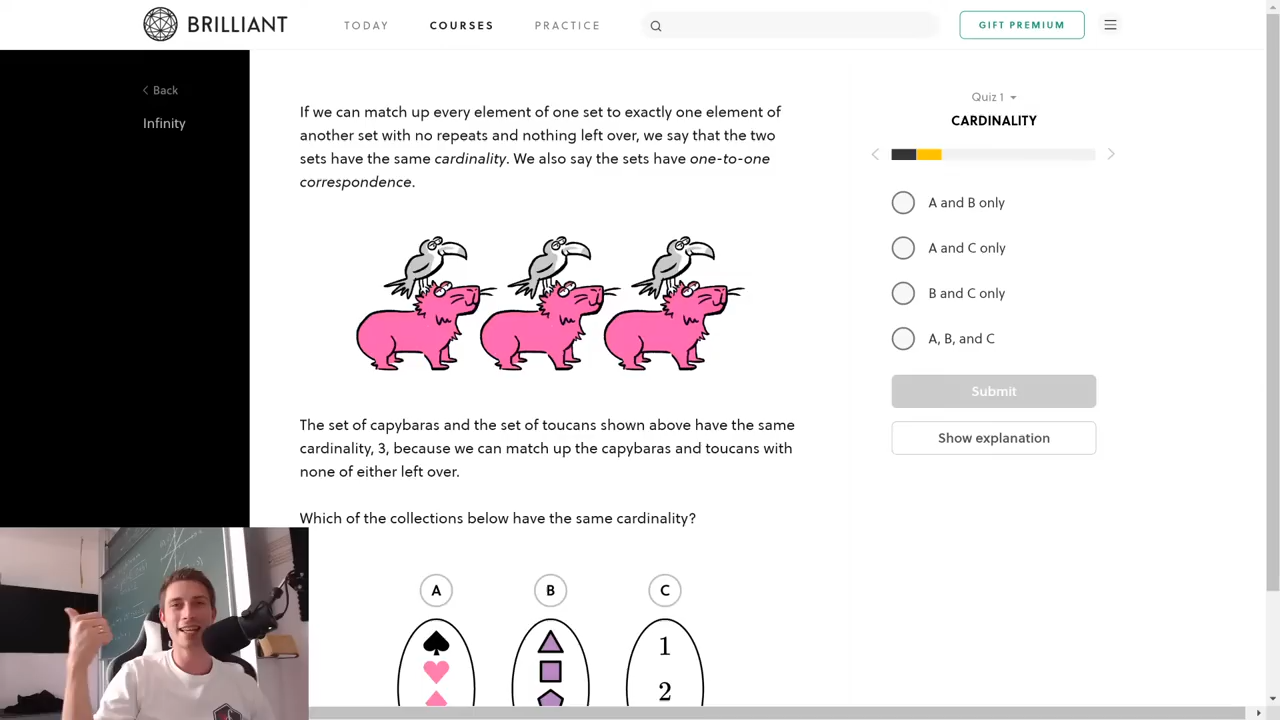 BRILLIANT
TODAY
COURSES
PRACTICE
GIFT PREMIUM
Back
Infinity
If we can match up every element of one set to exactly one element of
another set with no repeats and nothing left over, we say that the two
sets have the same cardinality. We also say the sets have one-to-one
correspondence.
The set of capybaras and the set of toucans shown above have the same
cardinality, 3, because we can match up the capybaras and toucans with
none of either left over.
Which of the collections below have the same cardinality?
A
B
C
1
2
Quiz 1
CARDINALITY
A and B only
A and C only
B and C only
A, B, and C
Submit
Show explanation